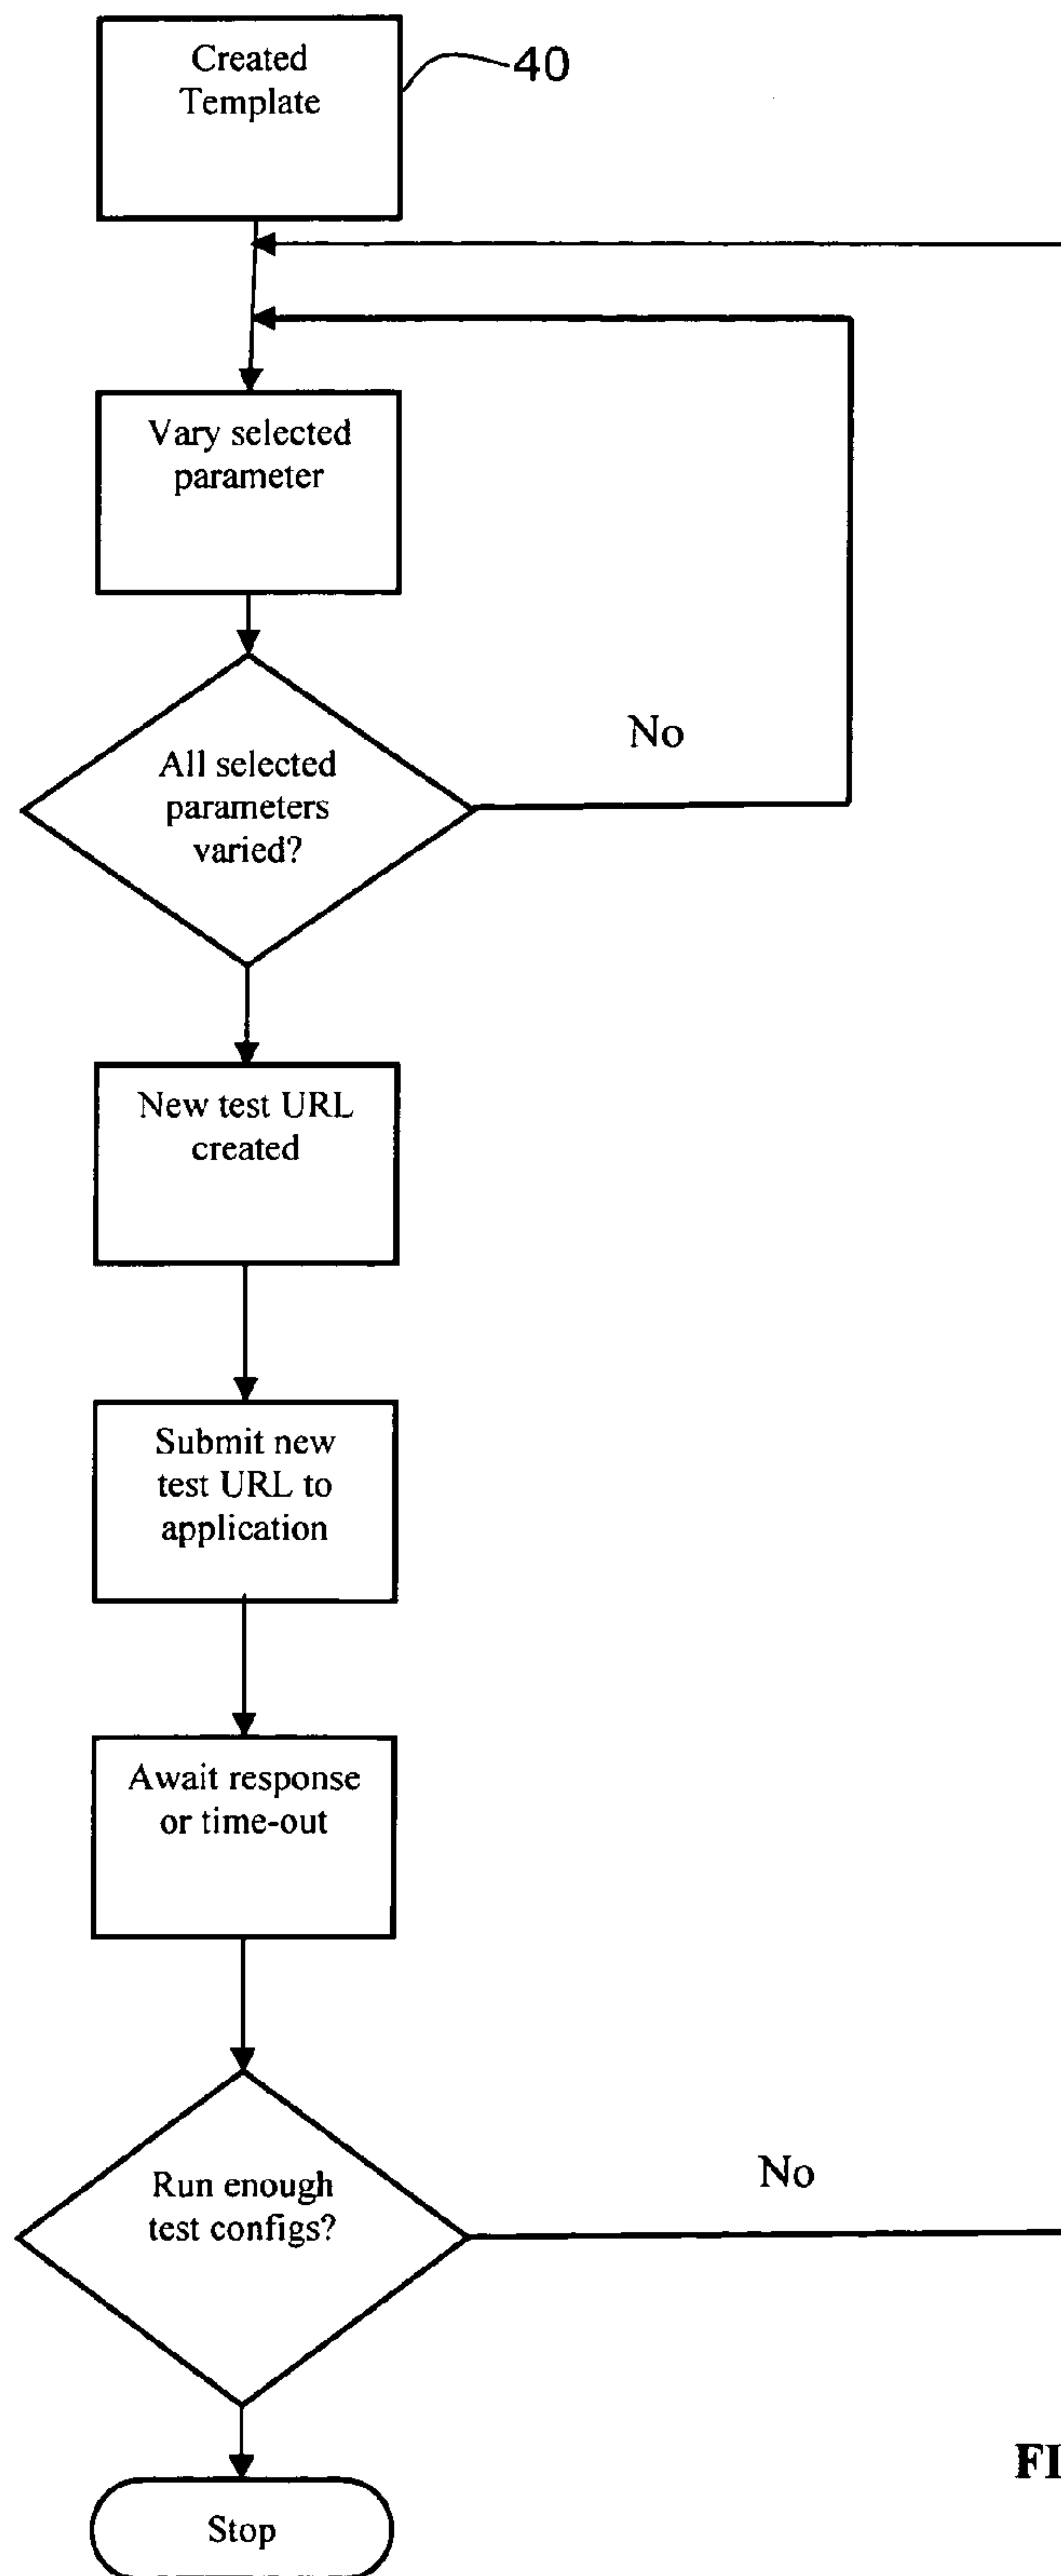 Created
Template
40
Vary selected
parameter
No
All selected
parameters
varied?
New test URL
created
Submit new
test URL to
application
Await response
or time-out
No
Run enough
test configs?
FI
Stop